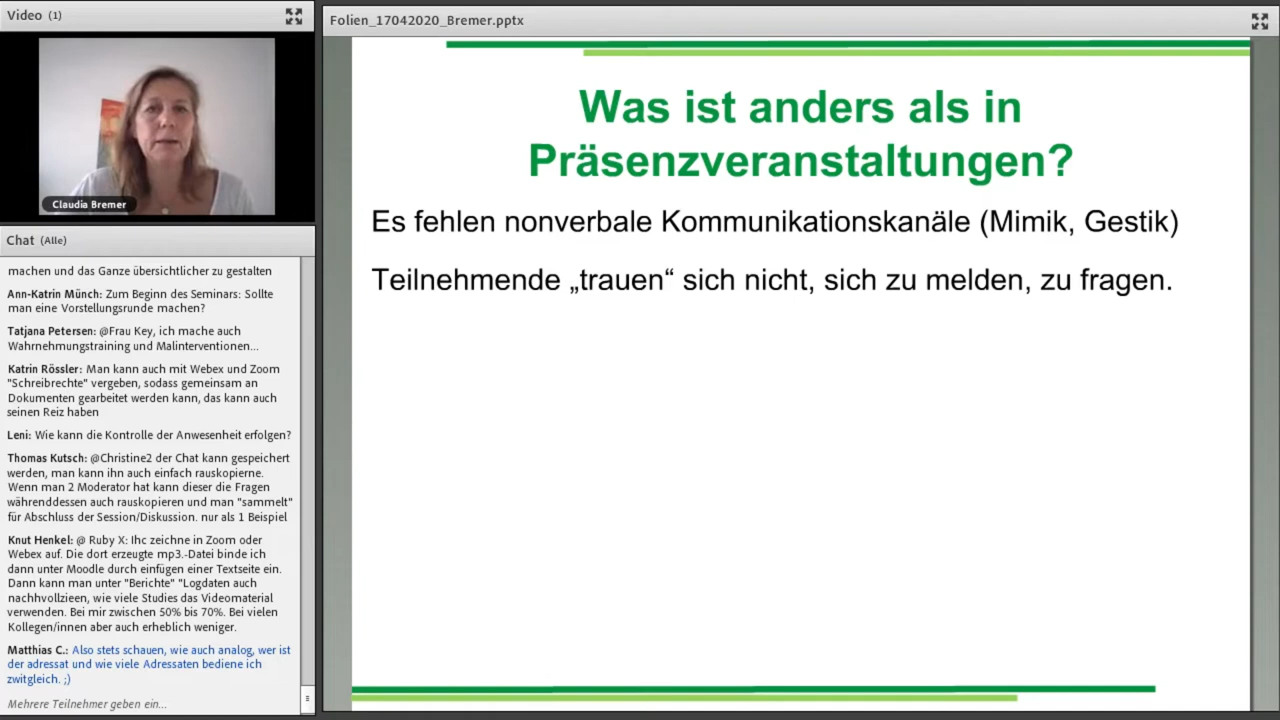 Video (1)
Claudia Bremer
Chat (Alle)
machen und das Ganze übersichtlicher zu gestalten
Ann-Katrin Münch: Zum Beginn des Seminars: Sollte
man eine Vorstellungsrunde machen?
Tatjana Petersen: @Frau Key, ich mache auch
Wahrnehmungstraining und Malinterventionen...
Katrin Rössler: Man kann auch mit Webex und Zoom
"Schreibrechte" vergeben, sodass gemeinsam an
Dokumenten gearbeitet werden kann, das kann auch
seinen Reiz haben
Leni: Wie kann die Kontrolle der Anwesenheit erfolgen?
Thomas Kutsch: @Christine2 der Chat kann gespeichert
werden, man kann ihn auch einfach rauskopierne.
Wenn man 2 Moderator hat kann dieser die Fragen
währenddessen auch rauskopieren und man "sammelt"
für Abschluss der Session/Diskussion. nur als 1 Beispiel
Knut Henkel: @ Ruby X: Ihc zeichne in Zoom oder
Webex auf. Die dort erzeugte mp3.-Datei binde ich
dann unter Moodle durch einfügen einer Textseite ein.
Dann kann man unter "Berichte" "Logdaten auch
nachhvollzieen, wie viele Studies das Videomaterial
verwenden. Bei mir zwischen 50% bis 70%. Bei vielen
Kollegen/innen aber auch erheblich weniger.
Matthias C.: Also stets schauen, wie auch analog, wer ist
der adressat und wie viele Adressaten bediene ich
zwitgleich. ;)
Mehrere Teilnehmer geben ein...
Folien_17042020_Bremer.pptx
Was ist anders als in
Präsenzveranstaltungen?
Es fehlen nonverbale Kommunikationskanäle (Mimik, Gestik)
Teilnehmende „trauen“ sich nicht, sich zu melden, zu fragen.